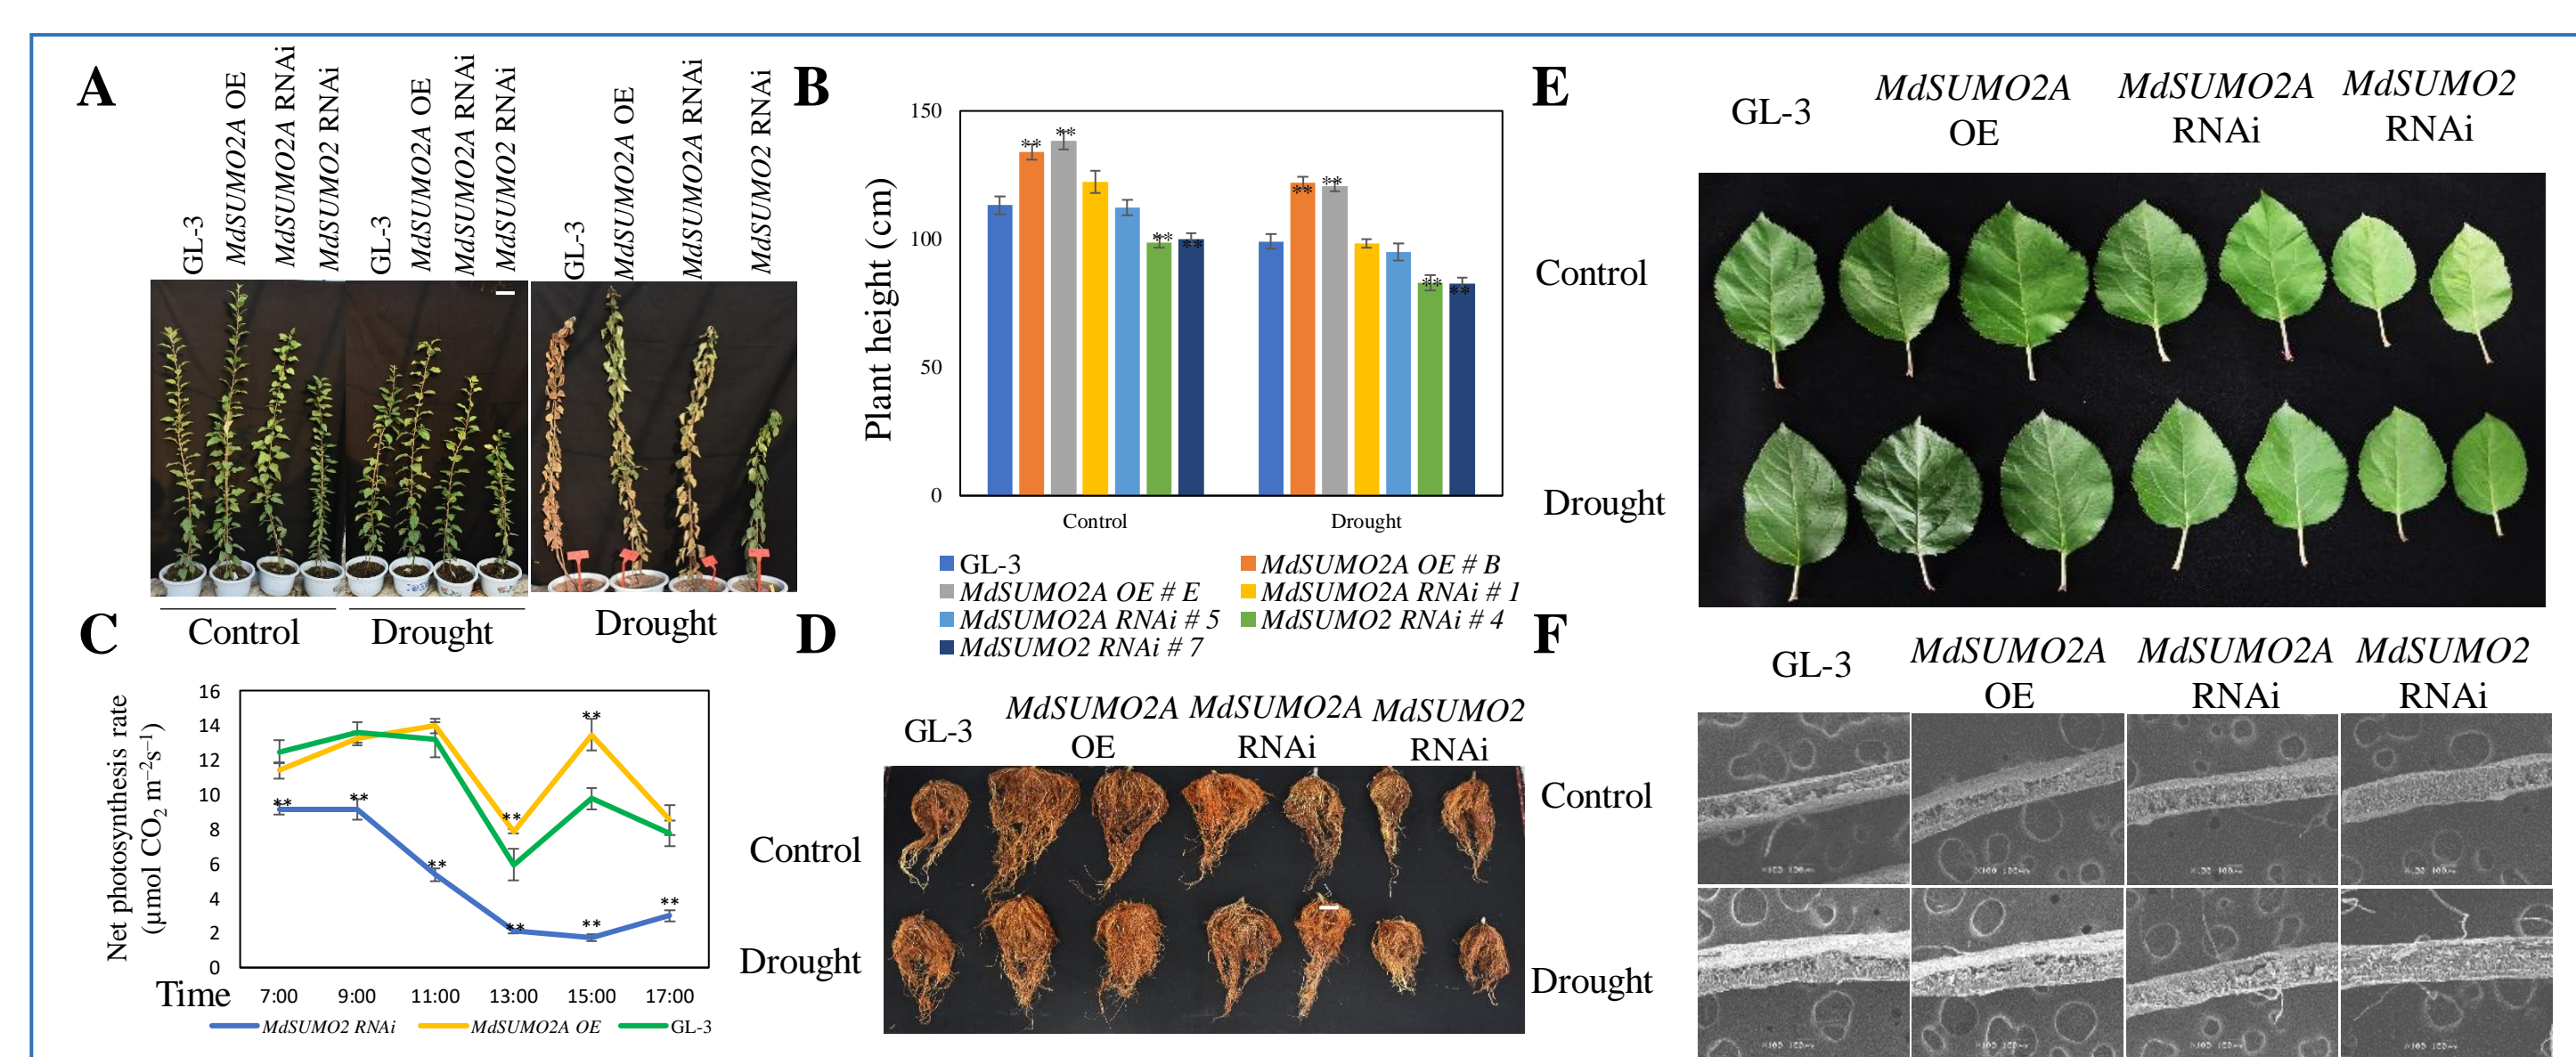 A
GL-3
MdSUMO2A OE
MdSUMO2A RNAi
MdSUMO2 RNAi
GL-3
MdSUMO2A OE
MdSUMO2A RNAi
MdSUMO2 RNAi
GL-3
MdSUMO2A OE
MdSUMO2A RNAi
MdSUMO2 RNAi
Control
Drought
Drought
B
Plant height (cm)
150
100
50
0
** ** ** ** ** ** ** **
Control
Drought
GL-3
MdSUMO2A OE # B
MdSUMO2A OE # E
MdSUMO2A RNAi # 1
MdSUMO2A RNAi # 5
MdSUMO2 RNAi # 4
MdSUMO2 RNAi # 7
C
Net photosynthesis rate
(μmol CO2 m−2s−1)
16
14
12
10
8
6
4
2
0
** ** ** ** ** ** ** **
Time
7:00 9:00 11:00 13:00 15:00 17:00
MdSUMO2 RNAi
MdSUMO2A OE
GL-3
D
GL-3
MdSUMO2A
OE
MdSUMO2A
RNAi
MdSUMO2
RNAi
Control
Drought
E
GL-3
MdSUMO2A
OE
MdSUMO2A
RNAi
MdSUMO2
RNAi
Control
Drought
F
GL-3
MdSUMO2A
OE
MdSUMO2A
RNAi
MdSUMO2
RNAi
Control
Drought